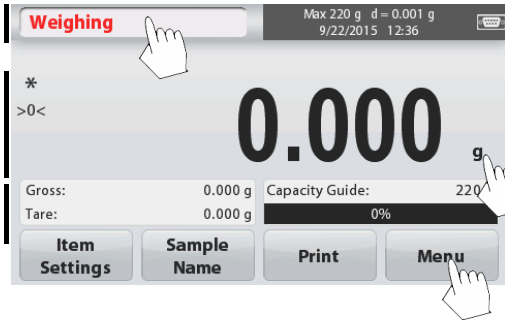 Weighing
Max 220 g d = 0.001 g
9/22/2015 12:36
*
>0<
0.000 g
Gross: 0.000 g
Tare: 0.000 g
Capacity Guide: 220
0%
Item Settings
Sample Name
Print
Menu